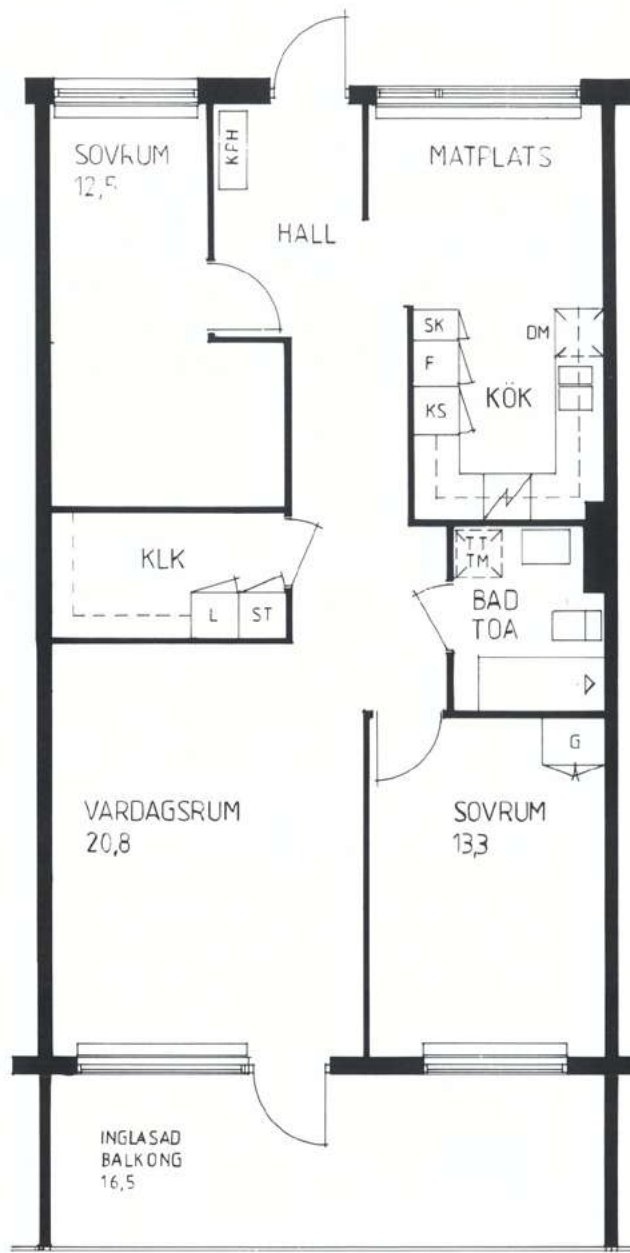 SOVRUM
12,5
KPH
MATPLATS
HALL
SK
DM
F
KS
KÖK
KLK
TT
TM
BAD
TOA
L
ST
G
VARDAGSRUM
20,8
SOVRUM
13,3
INGLASAD
BALKONG
16,5